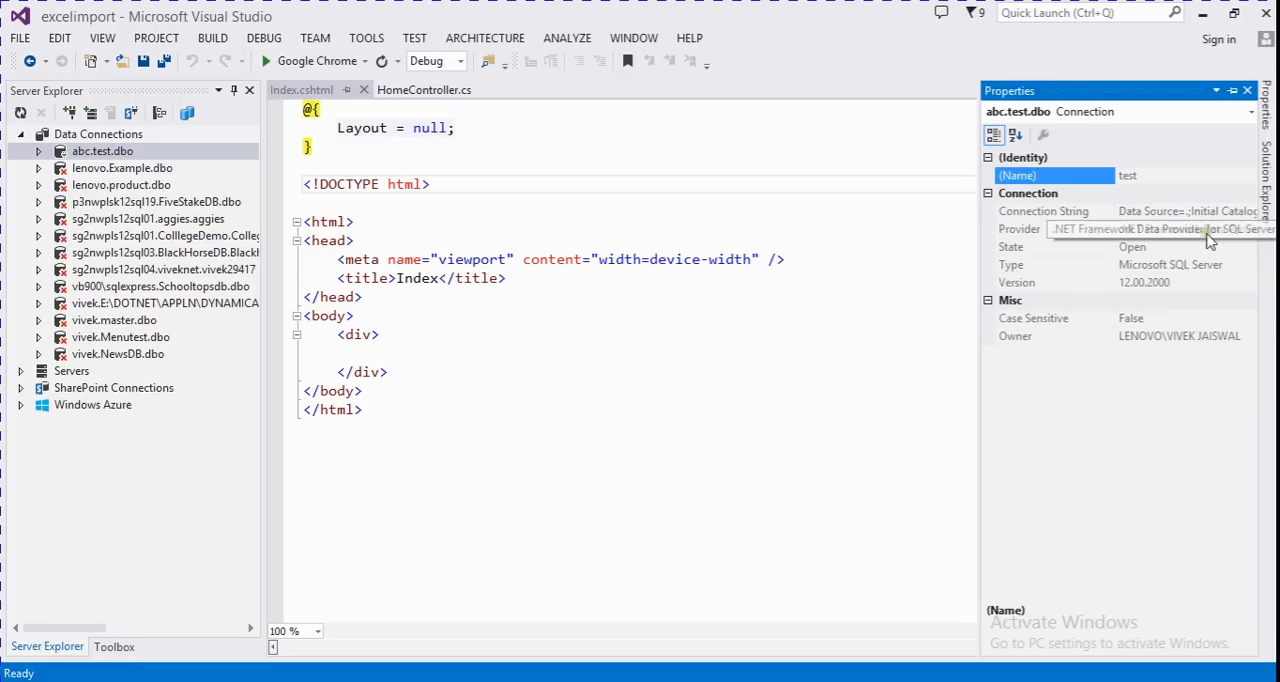 excelimport - Microsoft Visual Studio
9
Quick Launch (Ctrl+Q)
FILE EDIT VIEW PROJECT BUILD DEBUG TEAM TOOLS TEST ARCHITECTURE ANALYZE WINDOW HELP
Sign in
Google Chrome Debug
Server Explorer
Data Connections
abc.test.dbo
lenovo.Example.dbo
lenovo.product.dbo
p3nwplsk12sql19.FiveStakeDB.dbo
sg2nwpls12sql01.aggies.aggies
sg2nwpls12sql01.ColllegeDemo.Colle
sg2nwpls12sql03.BlackHorseDB.Black
sg2nwpls12sql04.viveknet.vivek29417
vb900\sqlexpress.Schooltopsdb.dbo
vivek.E:\DOTNET\APPLN\DYNAMICA
vivek.master.dbo
vivek.Menutest.dbo
vivek.NewsDB.dbo
Servers
SharePoint Connections
Windows Azure
Server Explorer Toolbox
Index.cshtml HomeController.cs
@{
Layout = null;
}
<!DOCTYPE html>
<html>
<head>
<meta name="viewport" content="width=device-width" />
<title>Index</title>
</head>
<body>
<div>
</div>
</body>
</html>
100 %
Properties
abc.test.dbo Connection
(Identity)
(Name) test
Connection
Connection String Data Source=.;Initial Catalog
Provider .NET Framework Data Provider for SQL Server
State Open
Type Microsoft SQL Server
Version 12.00.2000
Misc
Case Sensitive False
Owner LENOVO\VIVEK JAISWAL
(Name)
Activate Windows
Go to PC settings to activate Windows.
Properties
Solution Explorer
Ready